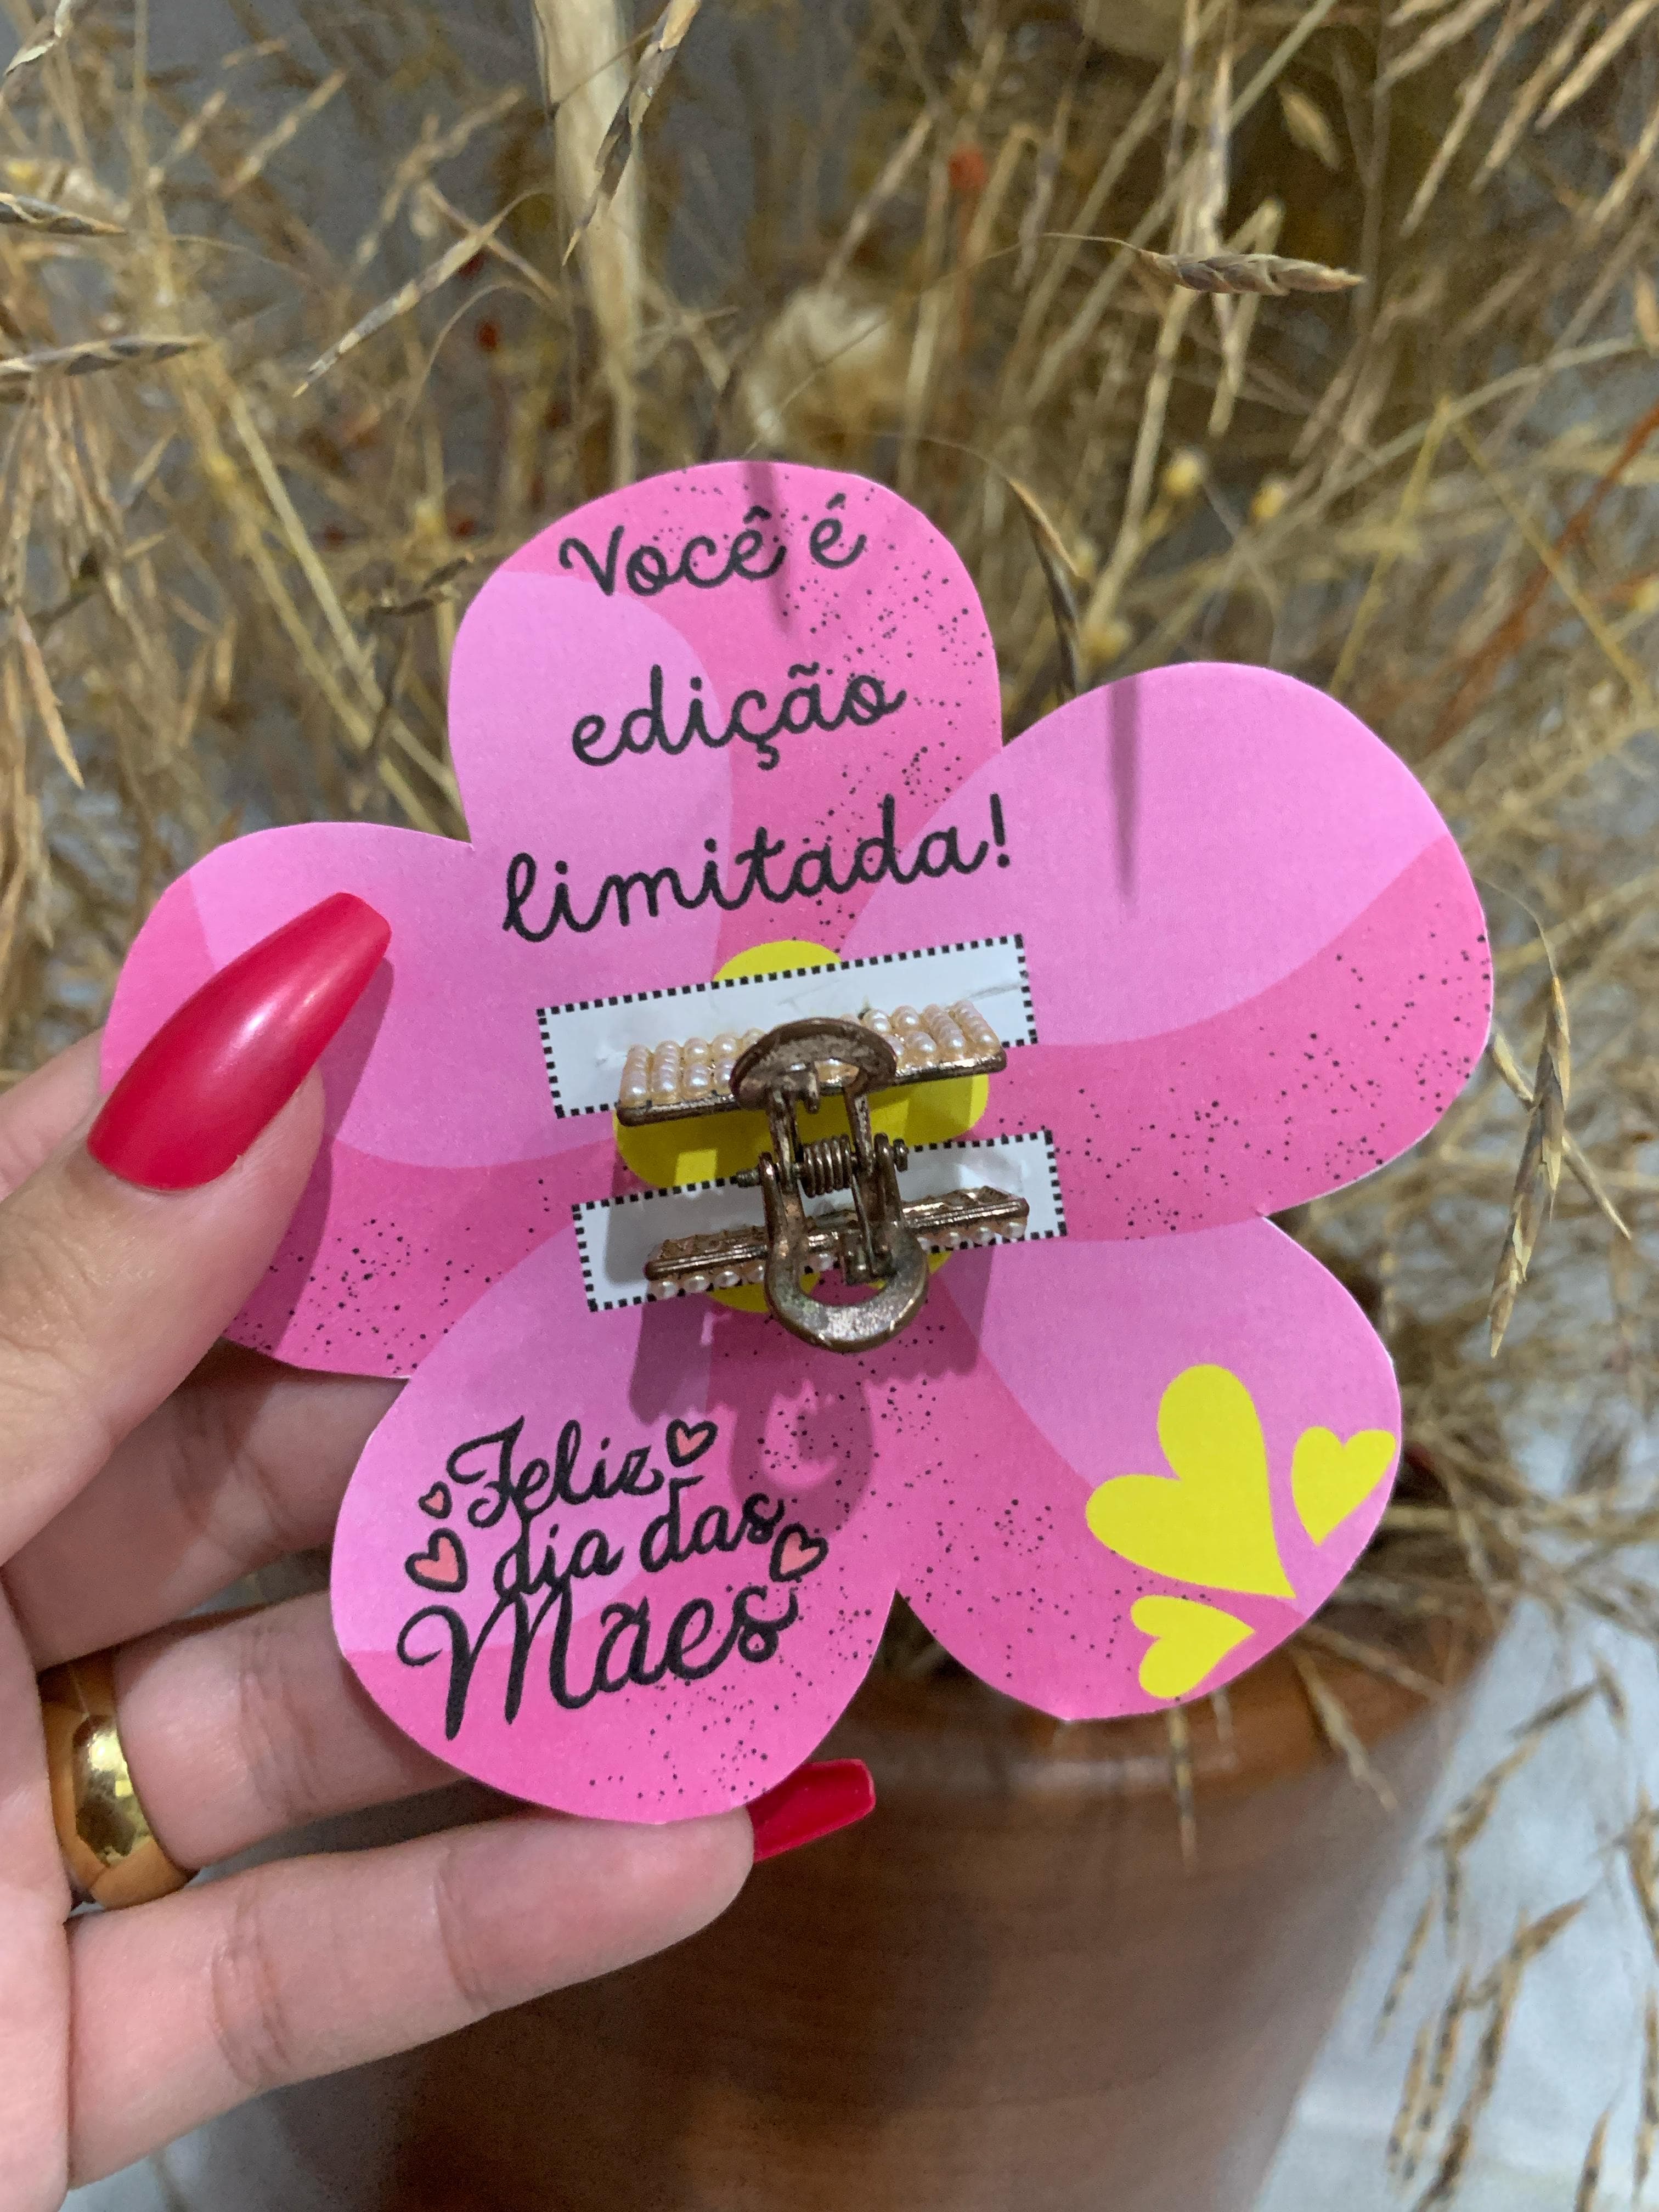 Você é
edição
limitada!
Feliz
dia das
Mães